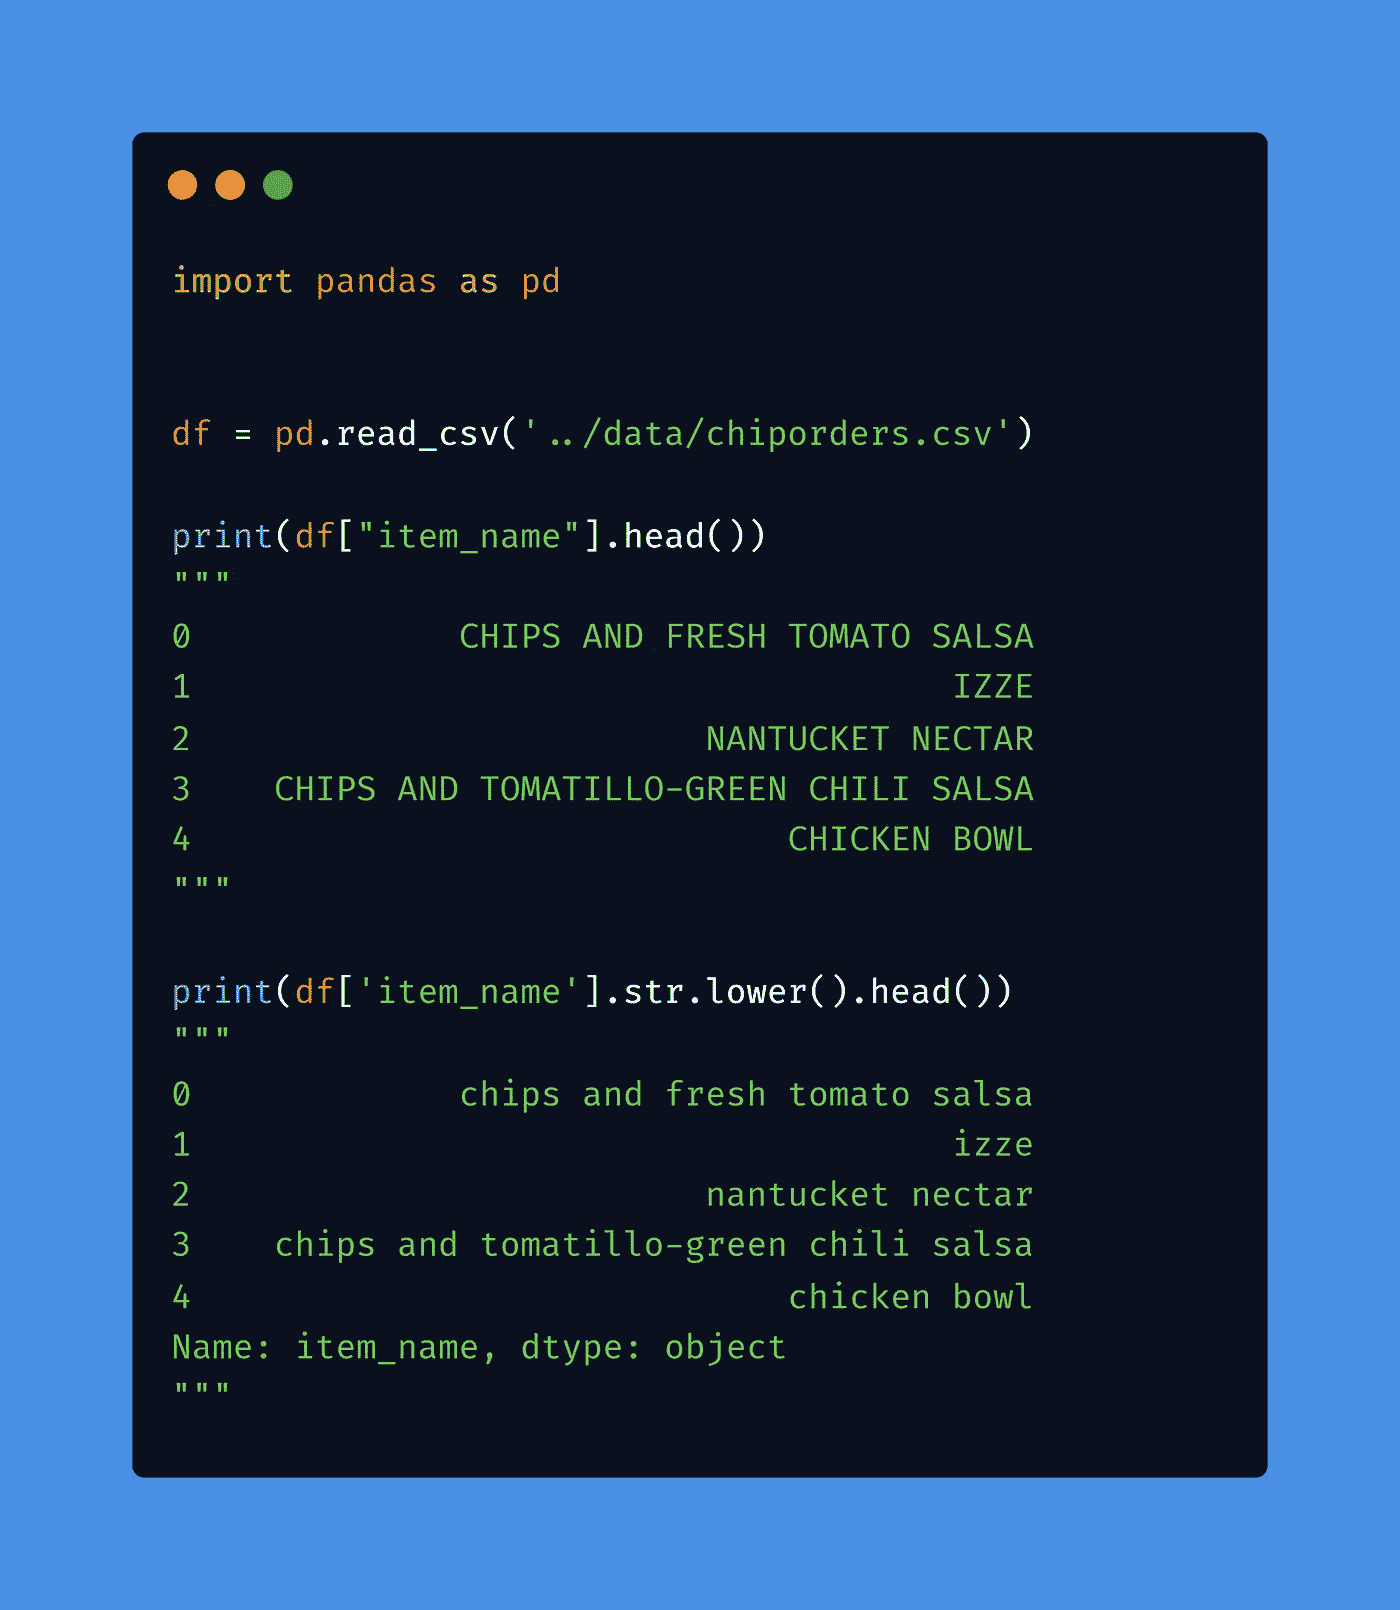 import pandas as pd
df = pd.read_csv('../data/chiporders.csv')
print(df["item_name"].head())
"""
0             CHIPS AND FRESH TOMATO SALSA
1                                     IZZE
2                         NANTUCKET NECTAR
3    CHIPS AND TOMATILLO-GREEN CHILI SALSA
4                             CHICKEN BOWL
"""
print(df['item_name'].str.lower().head())
"""
0             chips and fresh tomato salsa
1                                     izze
2                         nantucket nectar
3    chips and tomatillo-green chili salsa
4                             chicken bowl
Name: item_name, dtype: object
"""